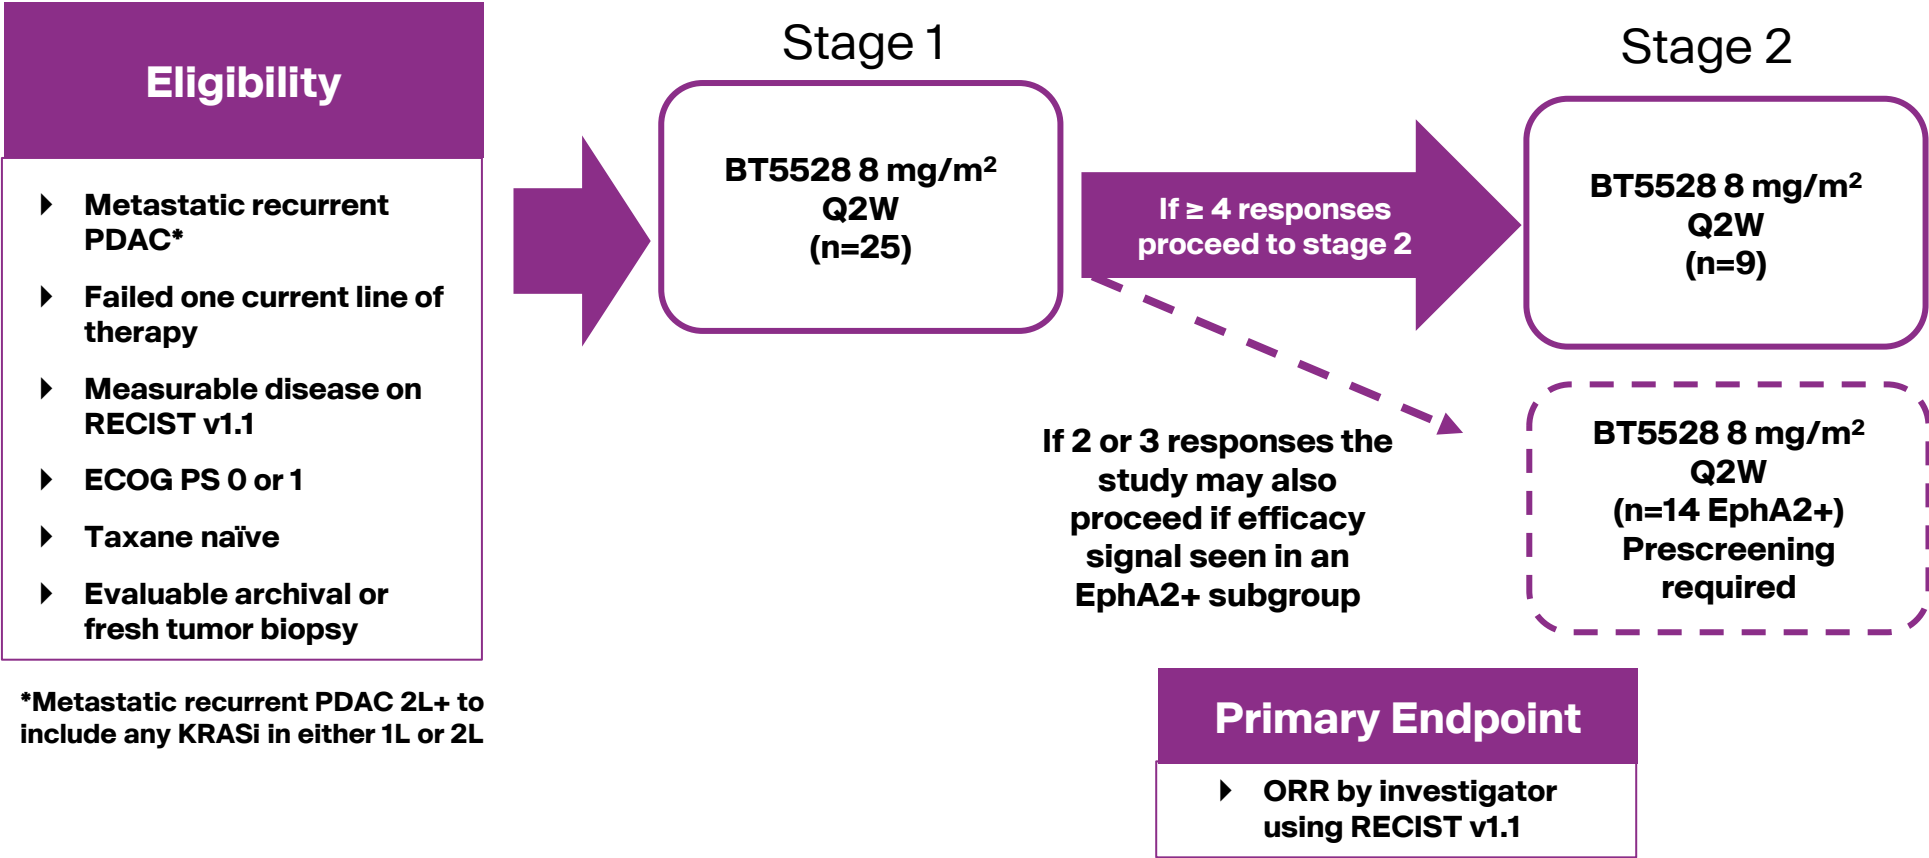 Eligibility
Metastatic recurrent
PDAC*
Failed one current line of
therapy
Measurable disease on
RECIST v1.1
ECOG PS 0 or 1
Taxane naïve
Evaluable archival or
fresh tumor biopsy
*Metastatic recurrent PDAC 2L+ to
include any KRASi in either 1L or 2L
Stage 1
BT5528 8 mg/m²
Q2W
(n=25)
If ≥ 4 responses
proceed to stage 2
If 2 or 3 responses the
study may also
proceed if efficacy
signal seen in an
EphA2+ subgroup
Stage 2
BT5528 8 mg/m²
Q2W
(n=9)
BT5528 8 mg/m²
Q2W
(n=14 EphA2+)
Prescreening
required
Primary Endpoint
ORR by investigator
using RECIST v1.1